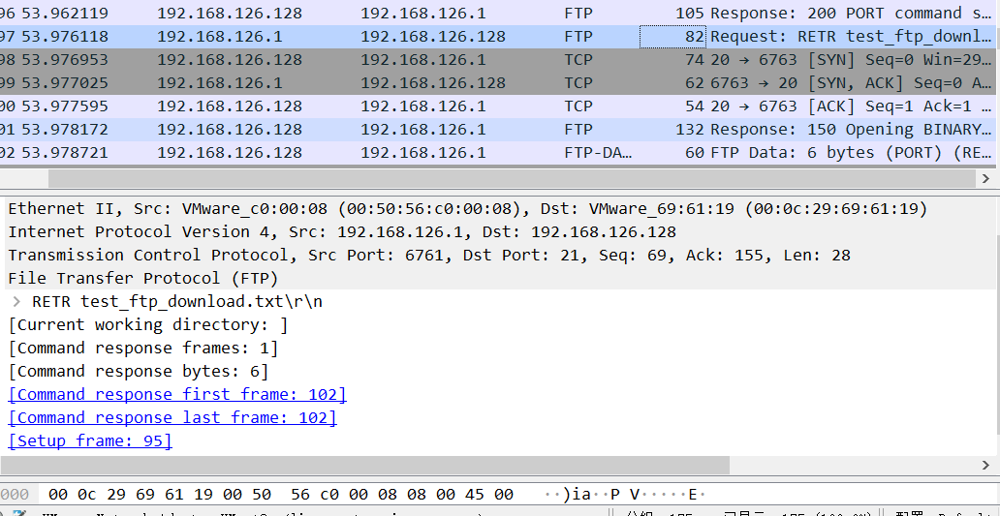 96 53.962119 192.168.126.128 192.168.126.1 FTP 105 Response: 200 PORT command s…
97 53.976118 192.168.126.1 192.168.126.128 FTP 82 Request: RETR test_ftp_downl…
98 53.976953 192.168.126.128 192.168.126.1 TCP 74 20 → 6763 [SYN] Seq=0 Win=29…
99 53.977025 192.168.126.1 192.168.126.128 TCP 62 6763 → 20 [SYN, ACK] Seq=0 A…
00 53.977595 192.168.126.128 192.168.126.1 TCP 54 20 → 6763 [ACK] Seq=1 Ack=1 …
01 53.978172 192.168.126.128 192.168.126.1 FTP 132 Response: 150 Opening BINARY…
02 53.978721 192.168.126.128 192.168.126.1 FTP-DA… 60 FTP Data: 6 bytes (PORT) (RE…
Ethernet II, Src: VMware_c0:00:08 (00:50:56:c0:00:08), Dst: VMware_69:61:19 (00:0c:29:69:61:19)
Internet Protocol Version 4, Src: 192.168.126.1, Dst: 192.168.126.128
Transmission Control Protocol, Src Port: 6761, Dst Port: 21, Seq: 69, Ack: 155, Len: 28
File Transfer Protocol (FTP)
RETR test_ftp_download.txt\r\n
[Current working directory: ]
[Command response frames: 1]
[Command response bytes: 6]
[Command response first frame: 102]
[Command response last frame: 102]
[Setup frame: 95]
000 00 0c 29 69 61 19 00 50 56 c0 00 08 08 00 45 00 ··)ia··P V·····E·